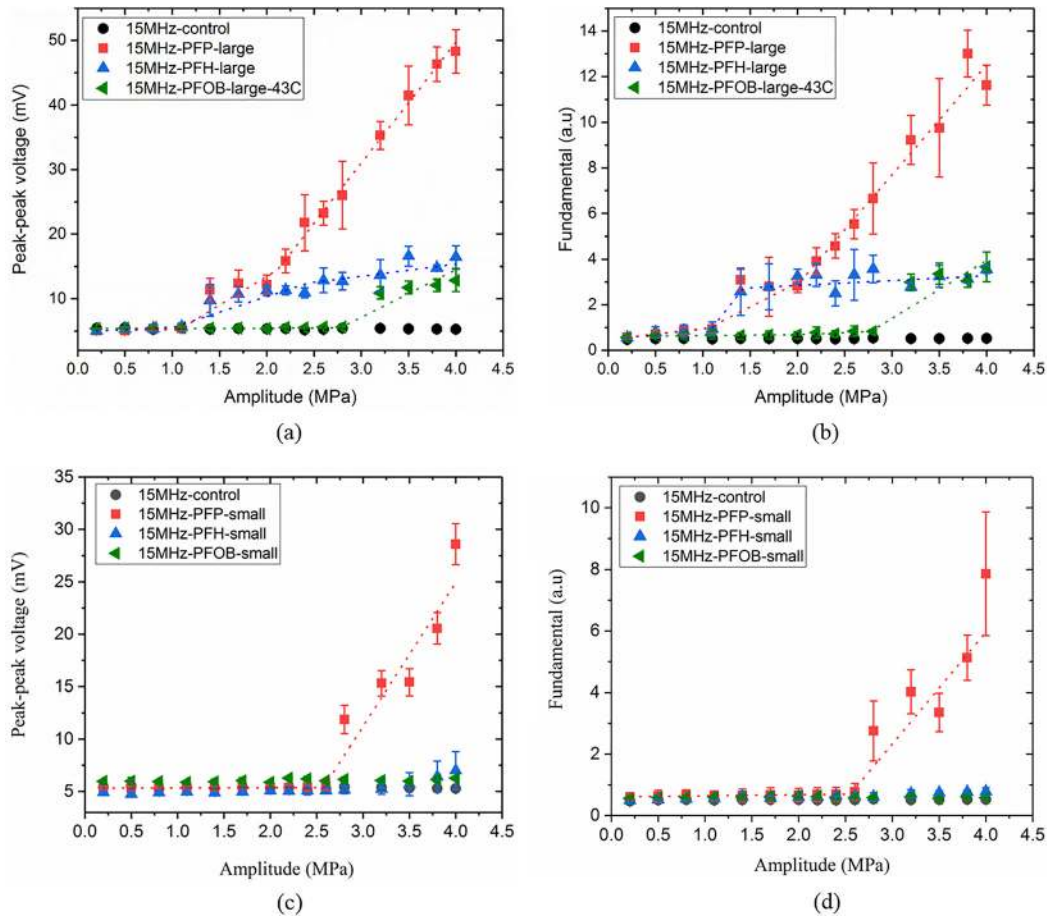 15MHz-control
15MHz-PFP-large
15MHz-PFH-large
15MHz-PFOB-large-43C
50
40
30
20
10
Peak-peak voltage (mV)
0.0 0.5 1.0 1.5 2.0 2.5 3.0 3.5 4.0 4.5
Amplitude (MPa)
(a)
15MHz-control
15MHz-PFP-large
15MHz-PFH-large
15MHz-PFOB-large-43C
14
12
10
8
6
4
2
0
Fundamental (a.u)
0.0 0.5 1.0 1.5 2.0 2.5 3.0 3.5 4.0 4.5
Amplitude (MPa)
(b)
15MHz-control
15MHz-PFP-small
15MHz-PFH-small
15MHz-PFOB-small
35
30
25
20
15
10
5
Peak-peak voltage (mV)
0.0 0.5 1.0 1.5 2.0 2.5 3.0 3.5 4.0 4.5
Amplitude (MPa)
(c)
15MHz-control
15MHz-PFP-small
15MHz-PFH-small
15MHz-PFOB-small
10
8
6
4
2
0
Fundamental (a.u)
0.0 0.5 1.0 1.5 2.0 2.5 3.0 3.5 4.0 4.5
Amplitude (MPa)
(d)